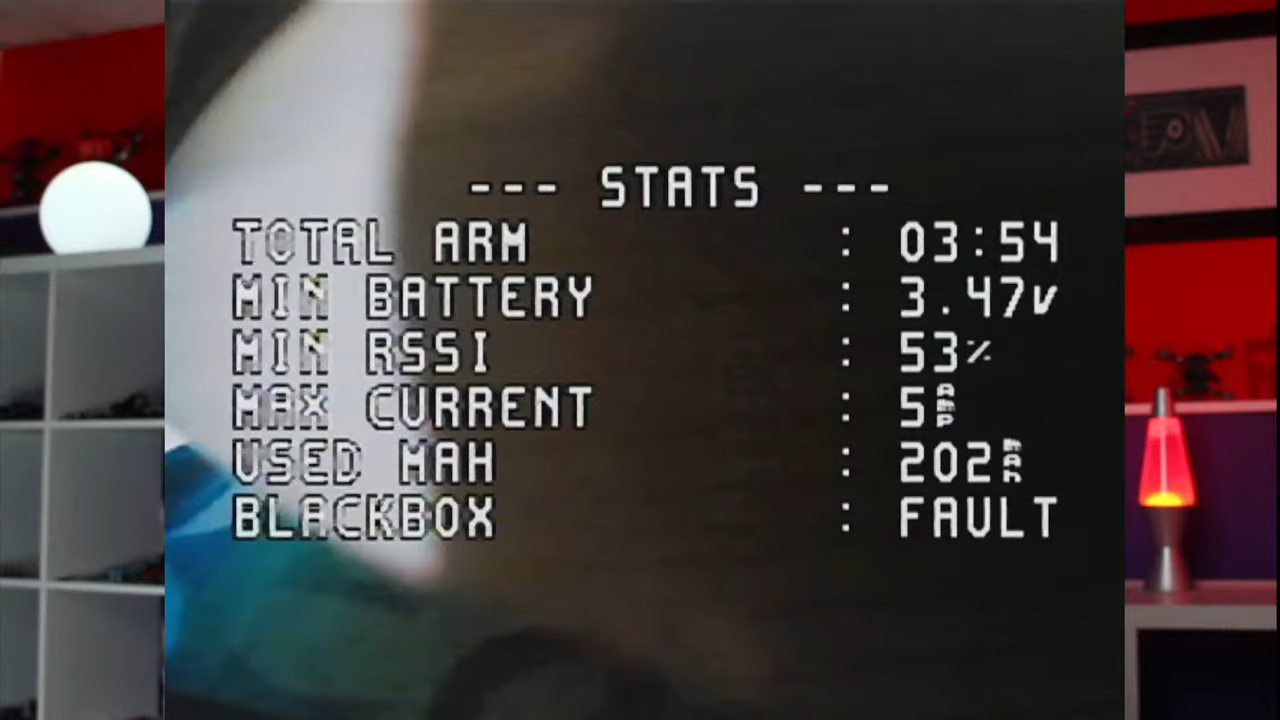 --- STATS ---
TOTAL ARM : 03:54
MIN BATTERY : 3.47V
MIN RSSI : 53%
MAX CURRENT : 5AMP
USED MAH : 202MAH
BLACKBOX : FAULT